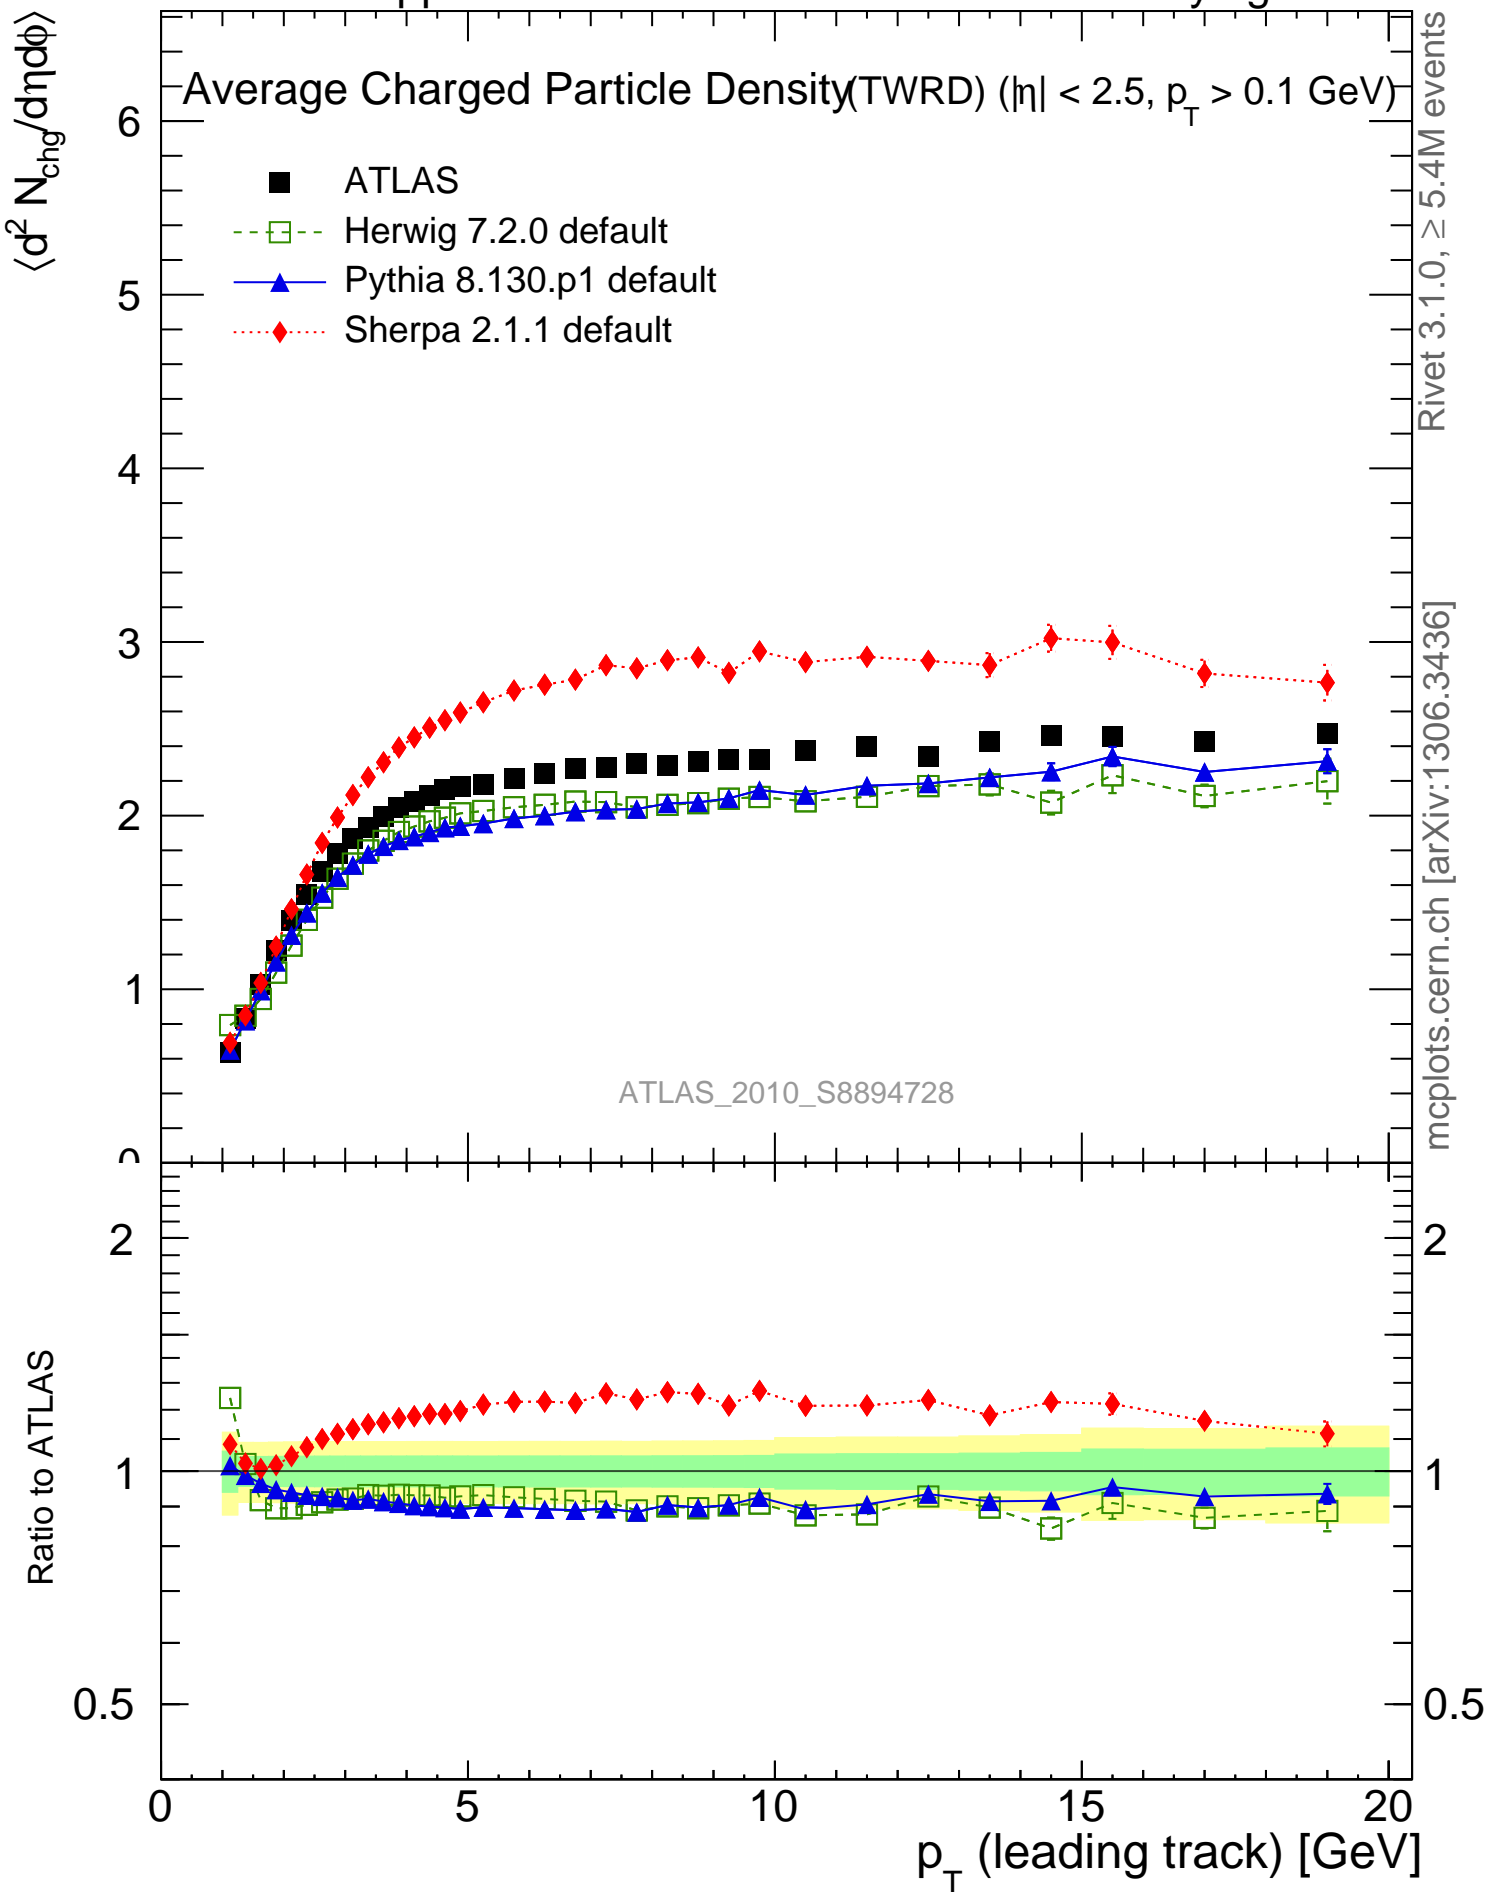 Average Charged Particle Density (TWRD) (|η| < 2.5, p_T > 0.1 GeV)
⟨d² N_chg/dηdϕ⟩
ATLAS
Herwig 7.2.0 default
Pythia 8.130.p1 default
Sherpa 2.1.1 default
6
5
4
3
2
1
0
ATLAS_2010_S8894728
Rivet 3.1.0, ≥ 5.4M events
mcplots.cern.ch [arXiv:1306.3436]
Ratio to ATLAS
2
1
0.5
2
1
0.5
0 5 10 15 20
p_T (leading track) [GeV]